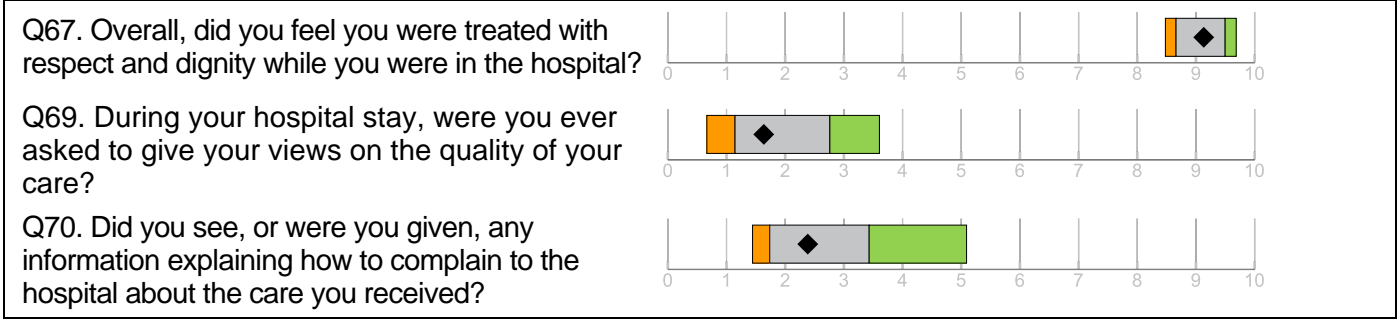 Q67. Overall, did you feel you were treated with
respect and dignity while you were in the hospital?
0 1 2 3 4 5 6 7 8 9 10
Q69. During your hospital stay, were you ever
asked to give your views on the quality of your
care?
0 1 2 3 4 5 6 7 8 9 10
Q70. Did you see, or were you given, any
information explaining how to complain to the
hospital about the care you received?
0 1 2 3 4 5 6 7 8 9 10